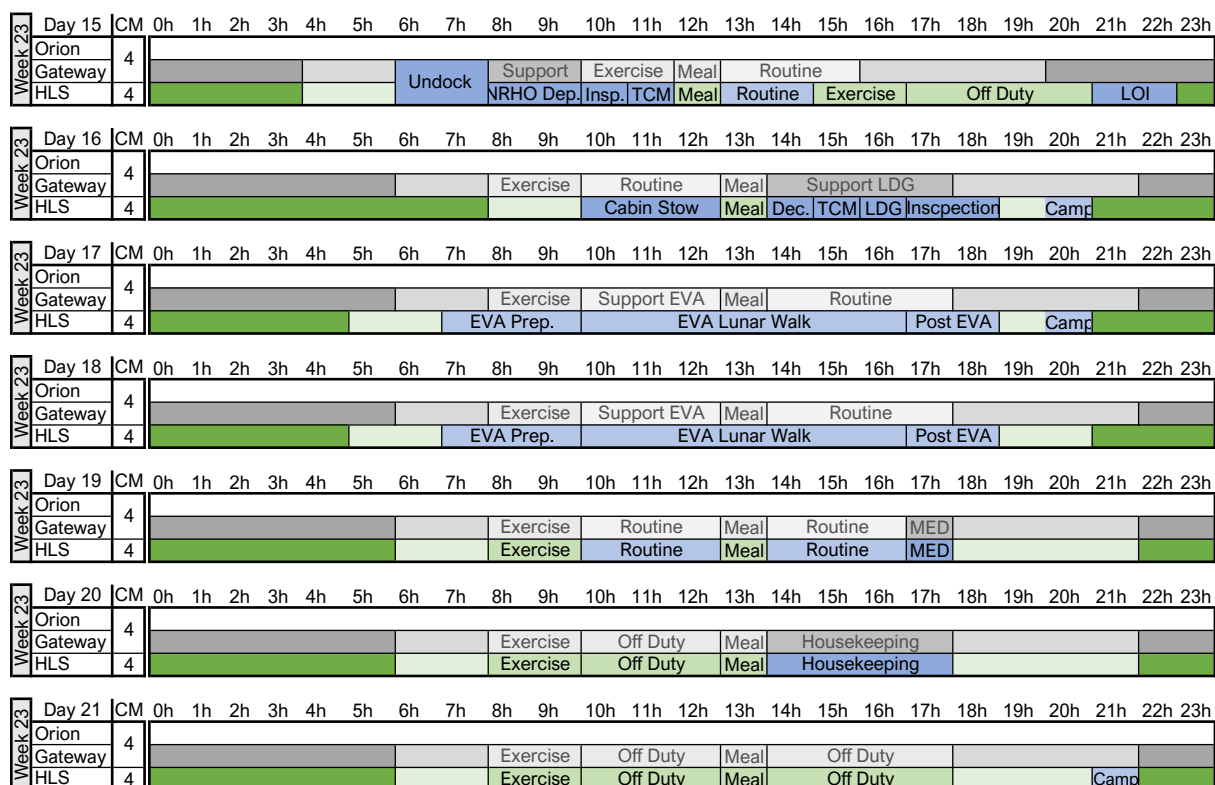 Week 23
Day 15 CM 0h 1h 2h 3h 4h 5h 6h 7h 8h 9h 10h 11h 12h 13h 14h 15h 16h 17h 18h 19h 20h 21h 22h 23h
Orion
4
Gateway Undock Support Exercise Meal Routine
HLS 4 NRHO Dep. Insp. TCM Meal Routine Exercise Off Duty LOI
Week 23
Day 16 CM 0h 1h 2h 3h 4h 5h 6h 7h 8h 9h 10h 11h 12h 13h 14h 15h 16h 17h 18h 19h 20h 21h 22h 23h
Orion
4
Gateway Exercise Routine Meal Support LDG
HLS 4 Cabin Stow Meal Dec. TCM LDG Inscpection Camp
Week 23
Day 17 CM 0h 1h 2h 3h 4h 5h 6h 7h 8h 9h 10h 11h 12h 13h 14h 15h 16h 17h 18h 19h 20h 21h 22h 23h
Orion
4
Gateway Exercise Support EVA Meal Routine
HLS 4 EVA Prep. EVA Lunar Walk Post EVA Camp
Week 23
Day 18 CM 0h 1h 2h 3h 4h 5h 6h 7h 8h 9h 10h 11h 12h 13h 14h 15h 16h 17h 18h 19h 20h 21h 22h 23h
Orion
4
Gateway Exercise Support EVA Meal Routine
HLS 4 EVA Prep. EVA Lunar Walk Post EVA
Week 23
Day 19 CM 0h 1h 2h 3h 4h 5h 6h 7h 8h 9h 10h 11h 12h 13h 14h 15h 16h 17h 18h 19h 20h 21h 22h 23h
Orion
4
Gateway Exercise Routine Meal Routine MED
HLS 4 Exercise Routine Meal Routine MED
Week 23
Day 20 CM 0h 1h 2h 3h 4h 5h 6h 7h 8h 9h 10h 11h 12h 13h 14h 15h 16h 17h 18h 19h 20h 21h 22h 23h
Orion
4
Gateway Exercise Off Duty Meal Housekeeping
HLS 4 Exercise Off Duty Meal Housekeeping
Week 23
Day 21 CM 0h 1h 2h 3h 4h 5h 6h 7h 8h 9h 10h 11h 12h 13h 14h 15h 16h 17h 18h 19h 20h 21h 22h 23h
Orion
4
Gateway Exercise Off Duty Meal Off Duty
HLS 4 Exercise Off Duty Meal Off Duty Camp